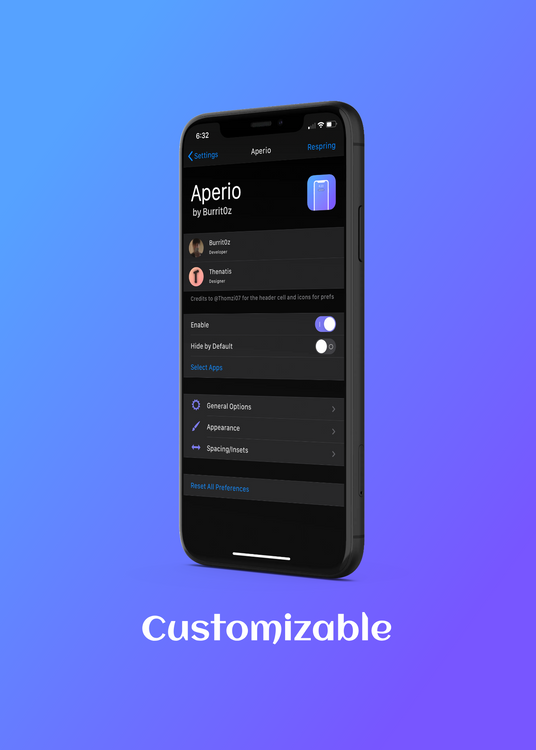 6:32
Settings
Aperio
Respring
Aperio
by Burrit0z
Burrit0z
Developer
Thenatis
Designer
Credits to @Thomzi07 for the header cell and icons for prefs
Enable
Hide by Default
Select Apps
General Options
Appearance
Spacing/Insets
Reset All Preferences
Customizable